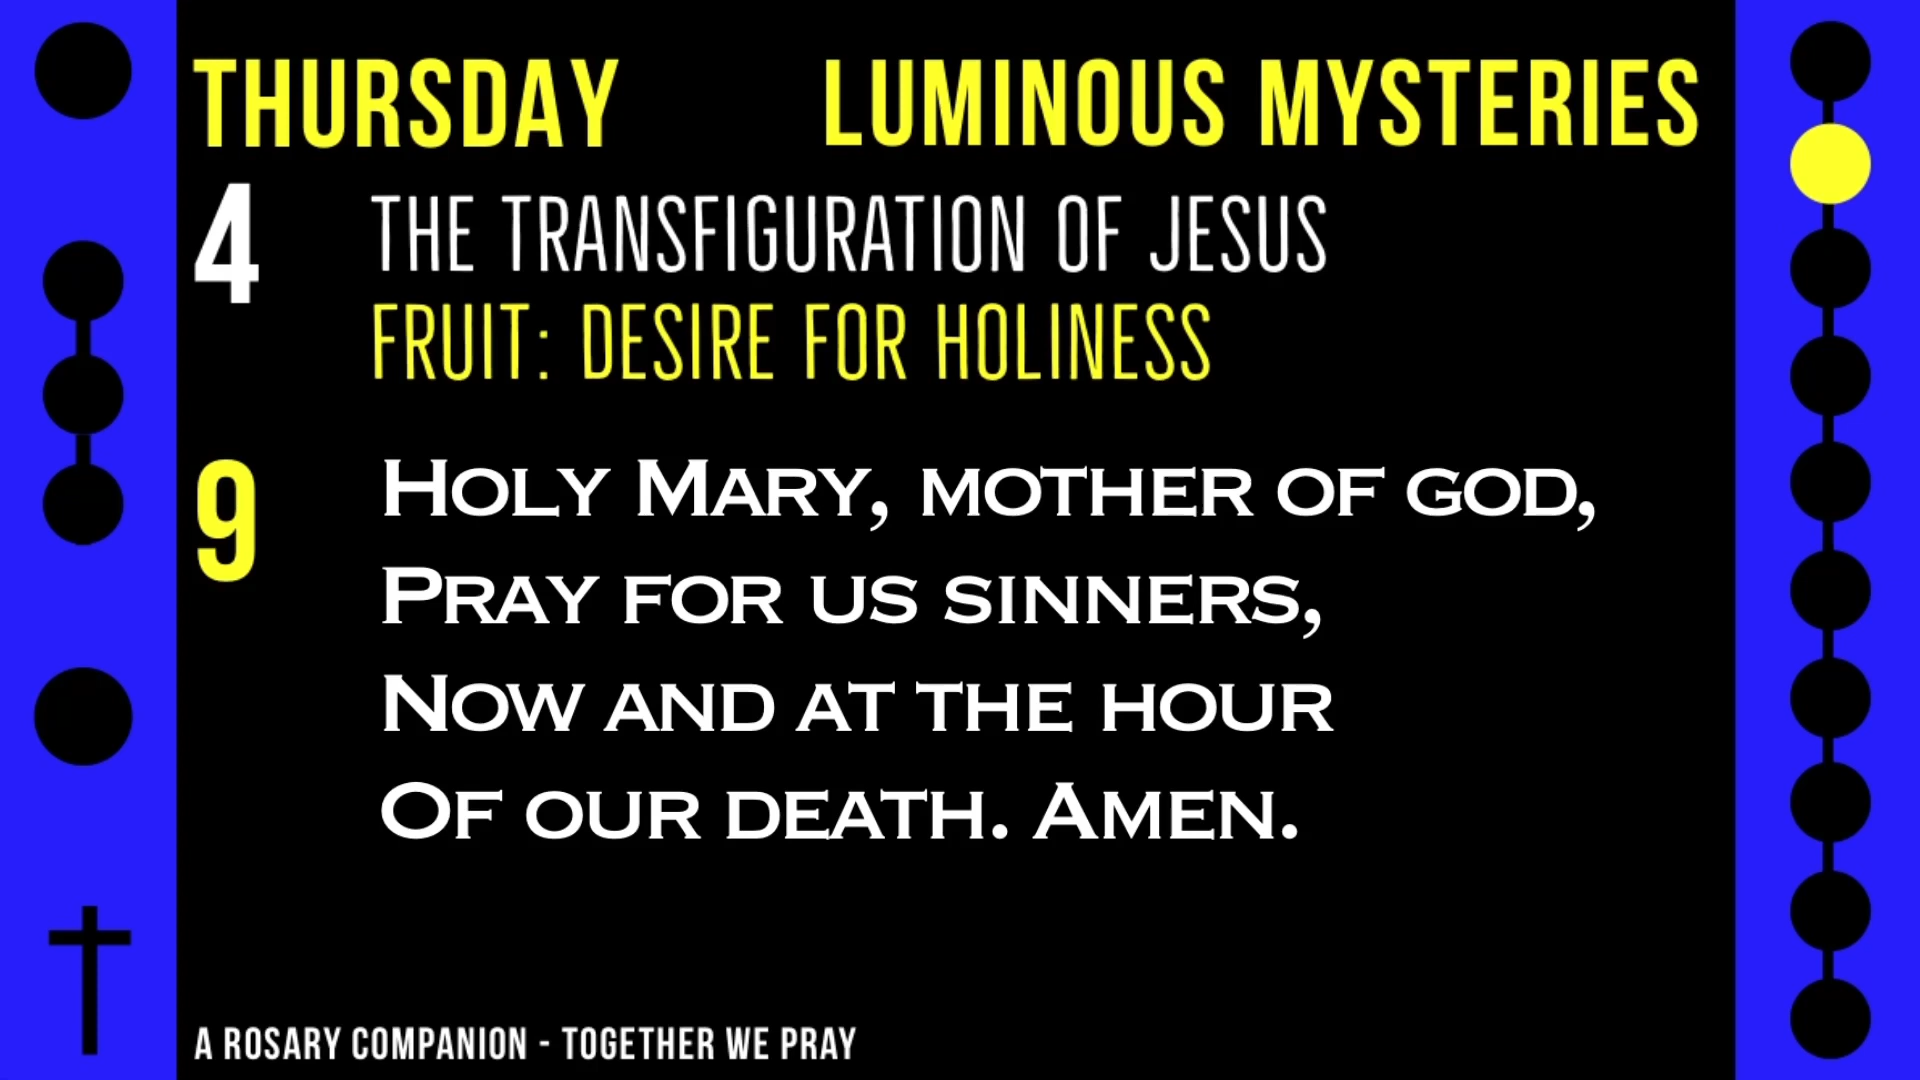 THURSDAY LUMINOUS MYSTERIES
4 THE TRANSFIGURATION OF JESUS
FRUIT: DESIRE FOR HOLINESS
9 HOLY MARY, MOTHER OF GOD,
PRAY FOR US SINNERS,
NOW AND AT THE HOUR
OF OUR DEATH. AMEN.
A ROSARY COMPANION - TOGETHER WE PRAY